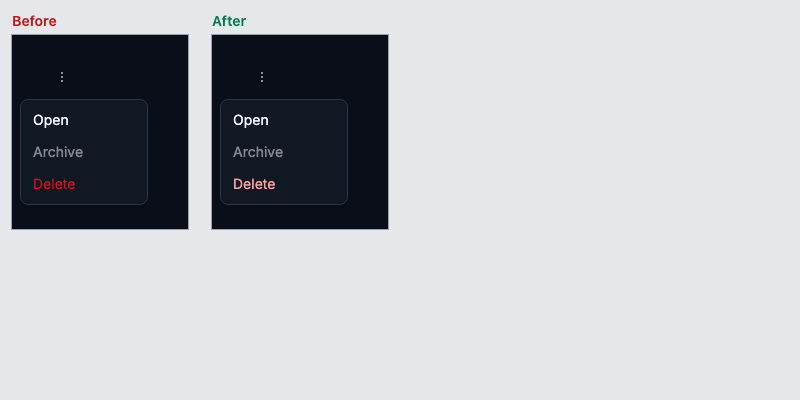 Before
Open
Archive
Delete
After
Open
Archive
Delete